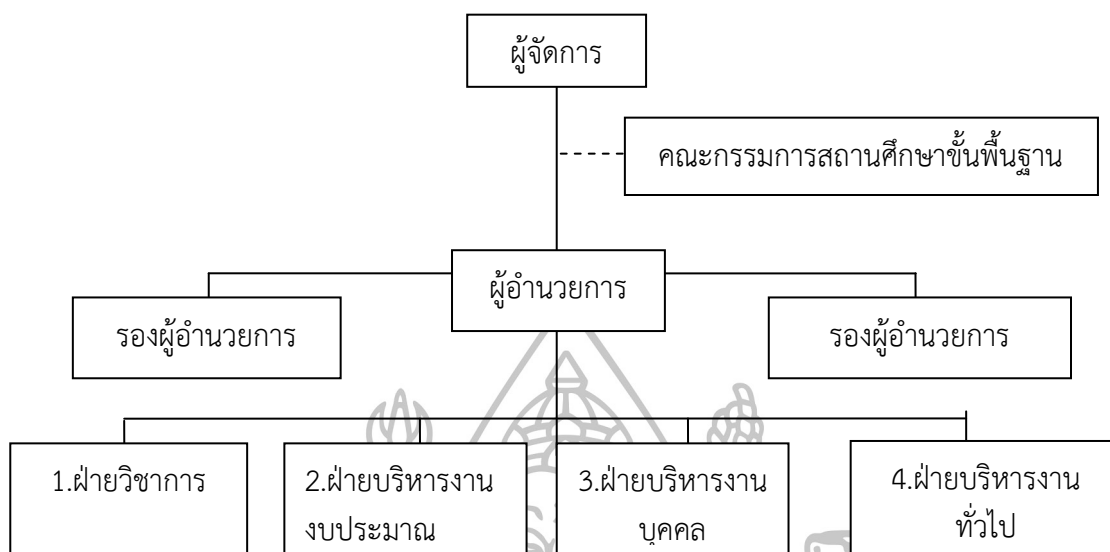 ผู้จัดการ
คณะกรรมการสถานศึกษาขั้นพื้นฐาน
ผู้อำนวยการ
รองผู้อำนวยการ
รองผู้อำนวยการ
1.ฝ่ายวิชาการ
2.ฝ่ายบริหารงาน
งบประมาณ
3.ฝ่ายบริหารงาน
บุคคล
4.ฝ่ายบริหารงาน
ทั่วไป